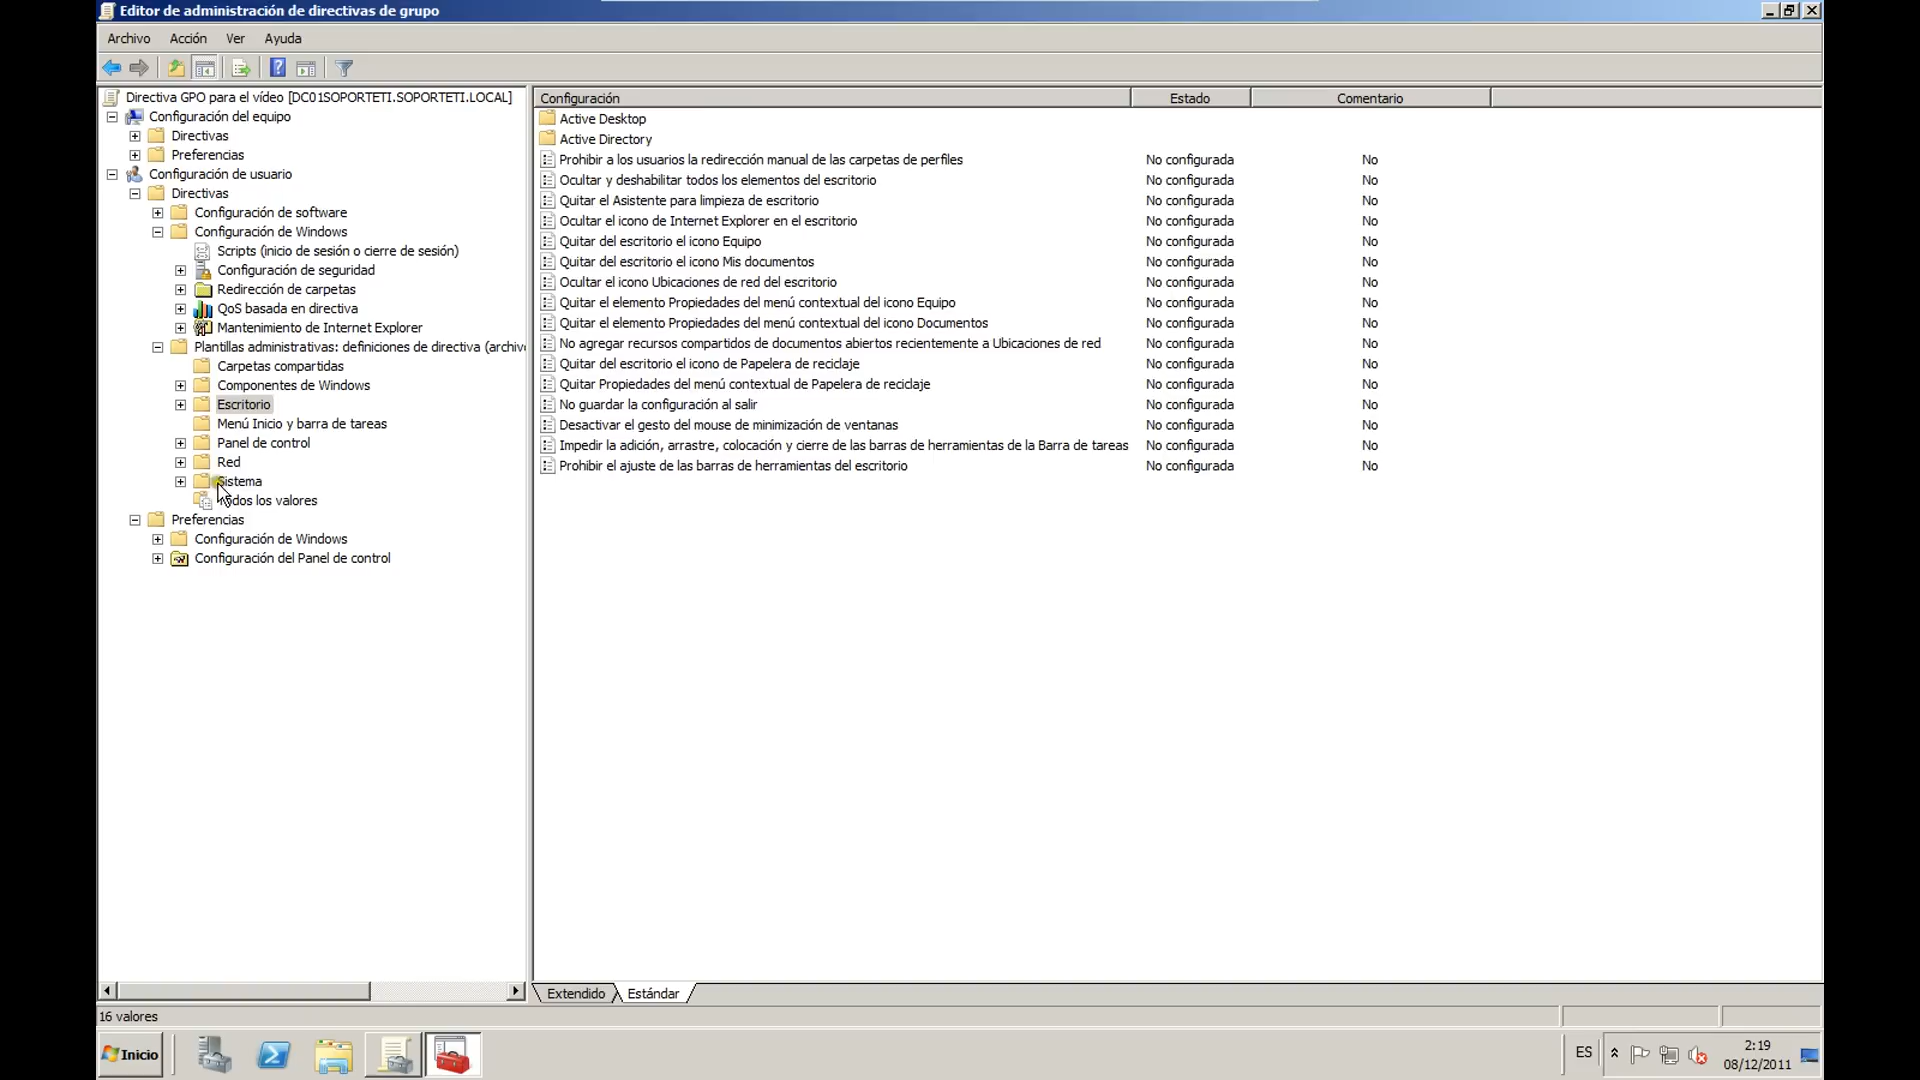 Editor de administración de directivas de grupo
Archivo Acción Ver Ayuda
Directiva GPO para el vídeo [DC01SOPORTETI.SOPORTETI.LOCAL]
Configuración del equipo
Directivas
Preferencias
Configuración de usuario
Directivas
Configuración de software
Configuración de Windows
Scripts (inicio de sesión o cierre de sesión)
Configuración de seguridad
Redirección de carpetas
QoS basada en directiva
Mantenimiento de Internet Explorer
Plantillas administrativas: definiciones de directiva (archiv
Carpetas compartidas
Componentes de Windows
Escritorio
Menú Inicio y barra de tareas
Panel de control
Red
Sistema
Todos los valores
Preferencias
Configuración de Windows
Configuración del Panel de control
Configuración Estado Comentario
Active Desktop
Active Directory
Prohibir a los usuarios la redirección manual de las carpetas de perfiles No configurada No
Ocultar y deshabilitar todos los elementos del escritorio No configurada No
Quitar el Asistente para limpieza de escritorio No configurada No
Ocultar el icono de Internet Explorer en el escritorio No configurada No
Quitar del escritorio el icono Equipo No configurada No
Quitar del escritorio el icono Mis documentos No configurada No
Ocultar el icono Ubicaciones de red del escritorio No configurada No
Quitar el elemento Propiedades del menú contextual del icono Equipo No configurada No
Quitar el elemento Propiedades del menú contextual del icono Documentos No configurada No
No agregar recursos compartidos de documentos abiertos recientemente a Ubicaciones de red No configurada No
Quitar del escritorio el icono de Papelera de reciclaje No configurada No
Quitar Propiedades del menú contextual de Papelera de reciclaje No configurada No
No guardar la configuración al salir No configurada No
Desactivar el gesto del mouse de minimización de ventanas No configurada No
Impedir la adición, arrastre, colocación y cierre de las barras de herramientas de la Barra de tareas No configurada No
Prohibir el ajuste de las barras de herramientas del escritorio No configurada No
Extendido Estándar
16 valores
Inicio
ES
2:19
08/12/2011